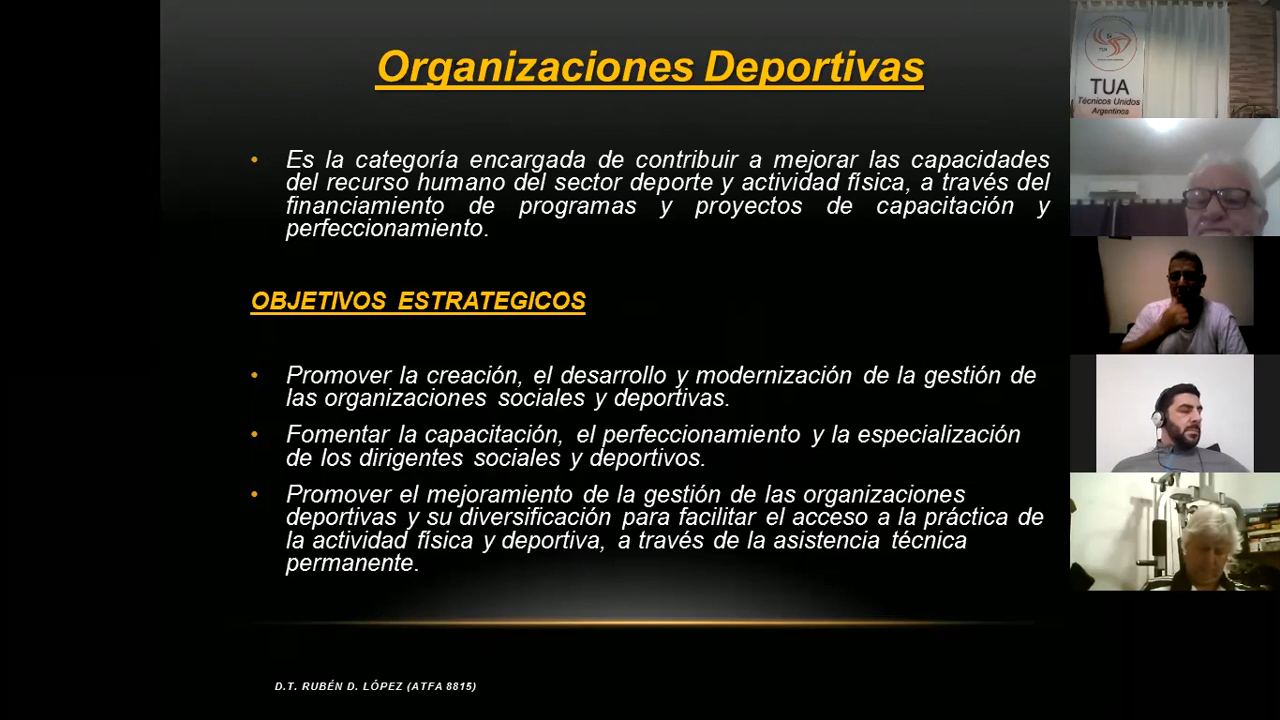 Organizaciones Deportivas
• Es la categoría encargada de contribuir a mejorar las capacidades
del recurso humano del sector deporte y actividad física, a través del
financiamiento de programas y proyectos de capacitación y
perfeccionamiento.
OBJETIVOS ESTRATEGICOS
• Promover la creación, el desarrollo y modernización de la gestión de
las organizaciones sociales y deportivas.
• Fomentar la capacitación, el perfeccionamiento y la especialización
de los dirigentes sociales y deportivos.
• Promover el mejoramiento de la gestión de las organizaciones
deportivas y su diversificación para facilitar el acceso a la práctica de
la actividad física y deportiva, a través de la asistencia técnica
permanente.
D.T. RUBÉN D. LÓPEZ (ATFA 8815)
TUA
TUA
Técnicos Unidos
Argentinos